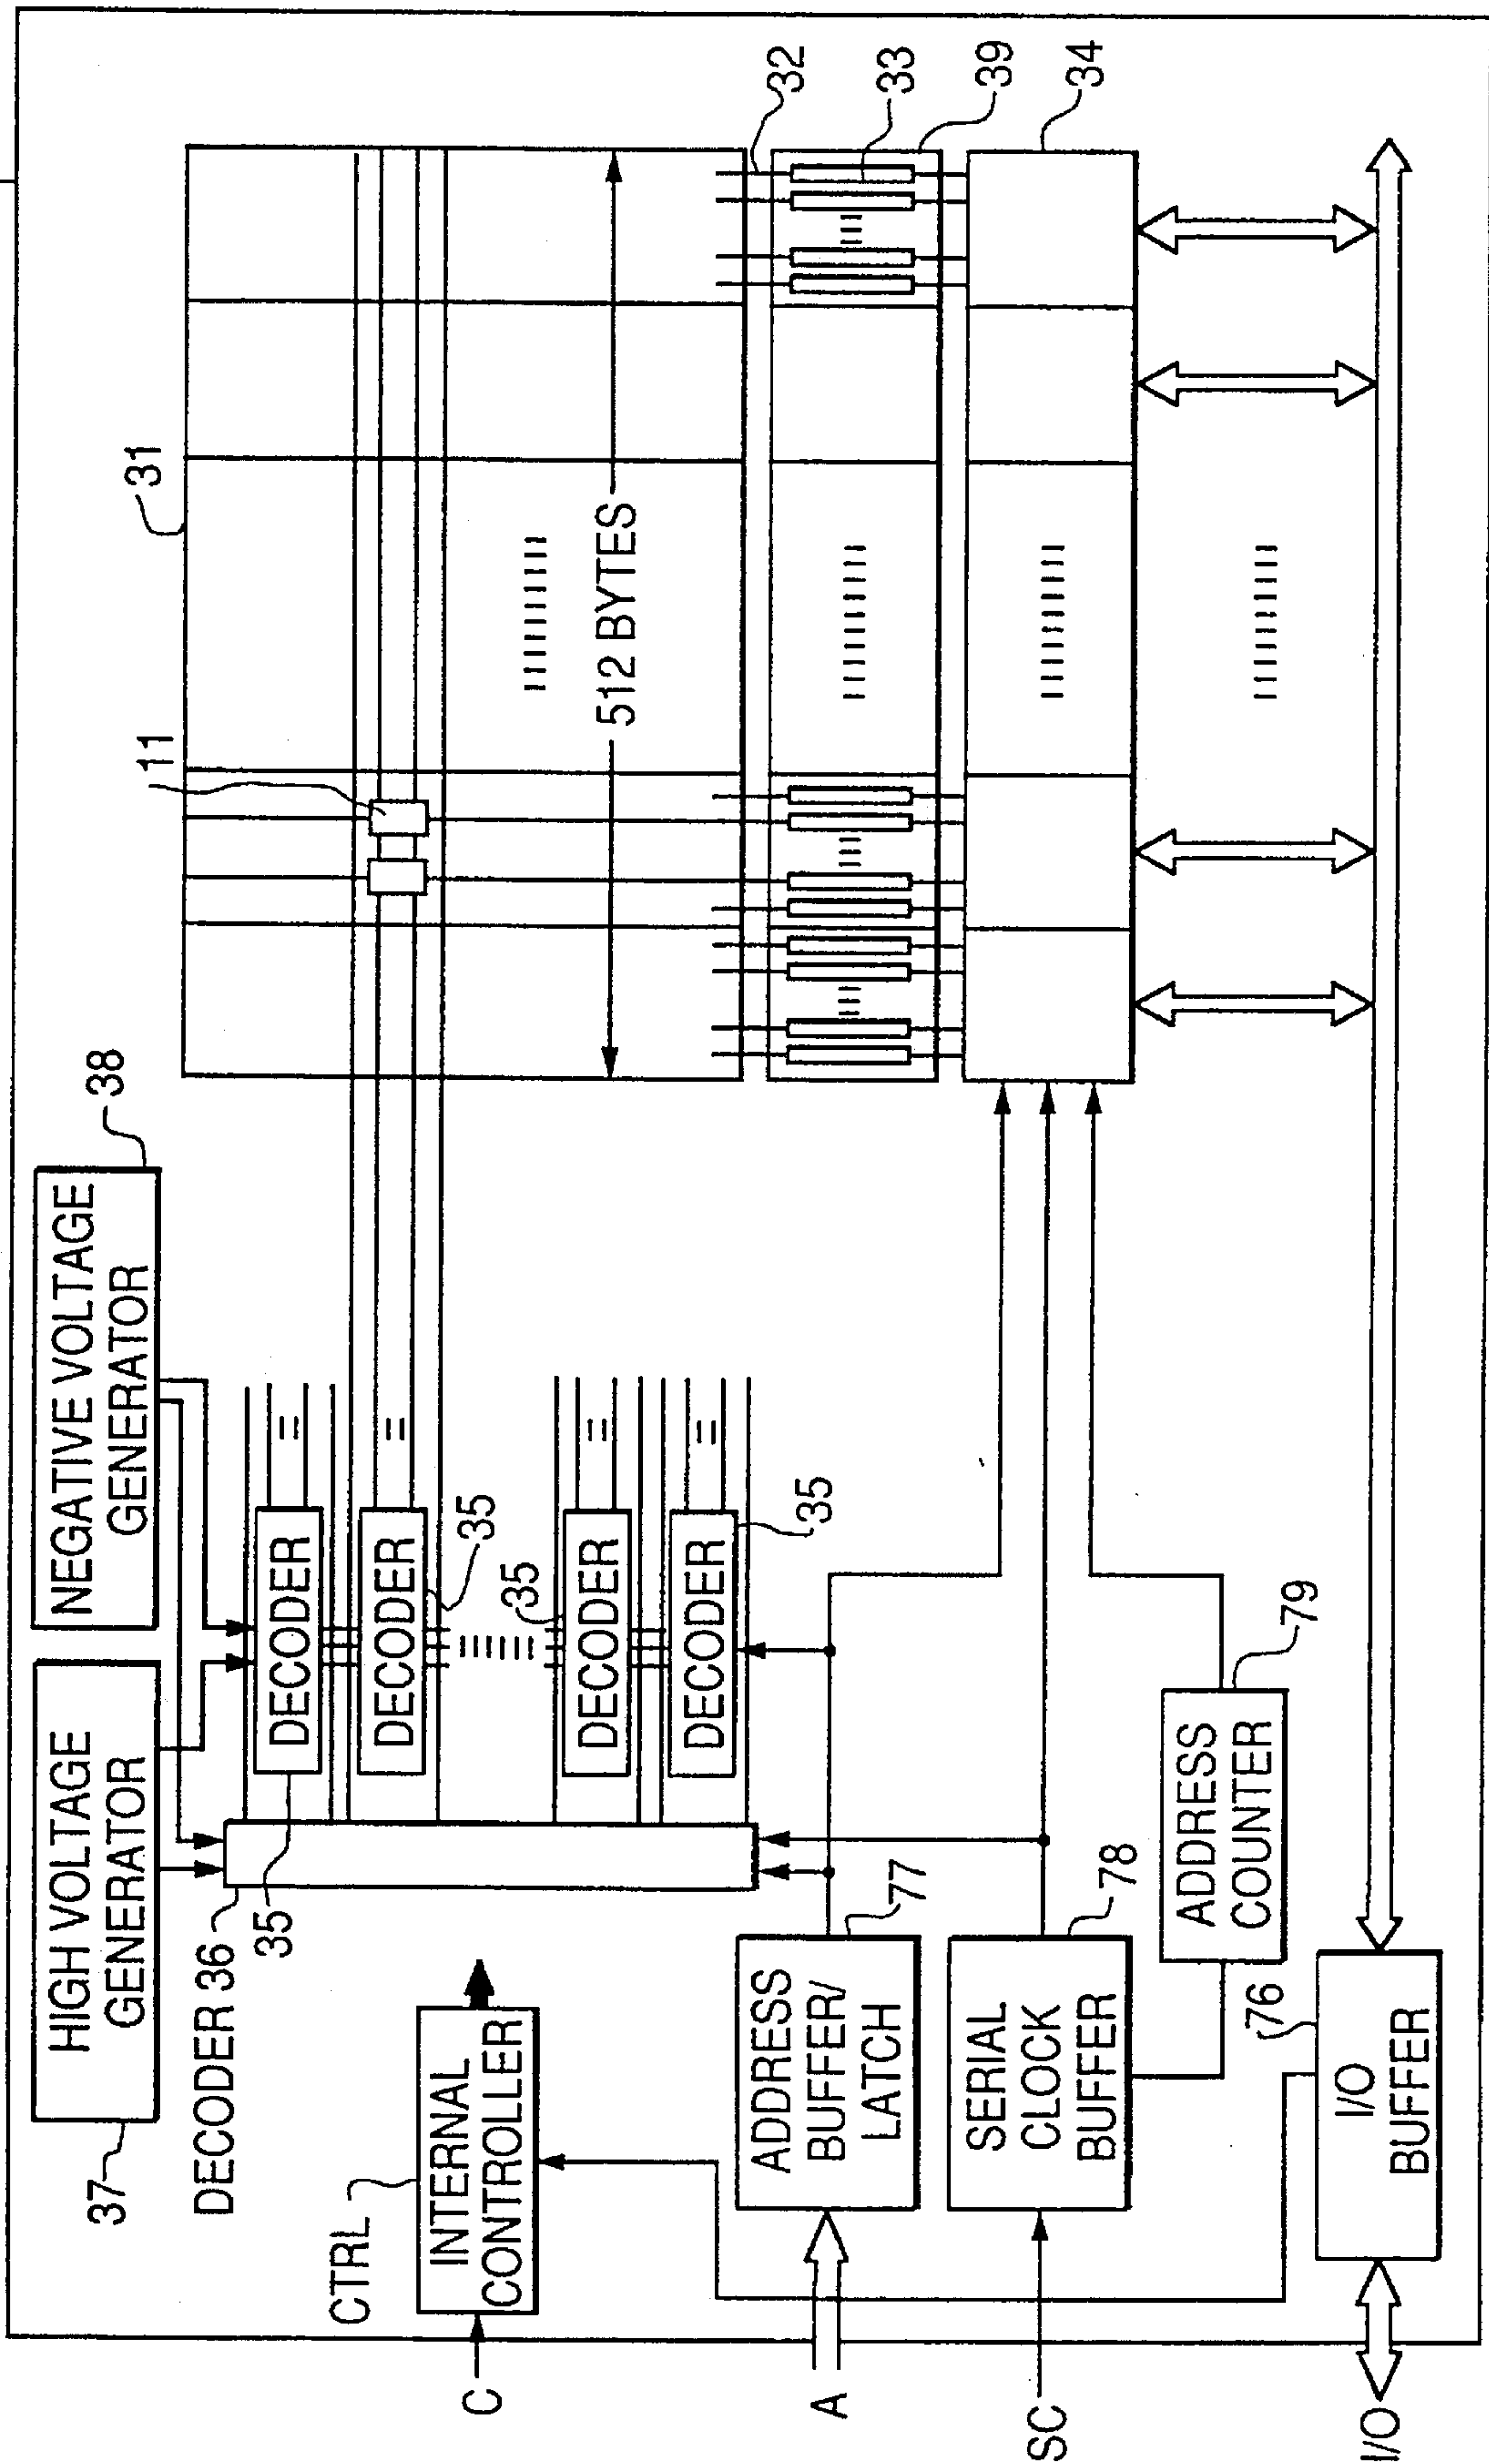 37
HIGH VOLTAGE
GENERATOR
NEGATIVE VOLTAGE
GENERATOR
38
DECODER 36
35
DECODER
DECODER
35
35
DECODER
DECODER
35
11
31
512 BYTES
32
33
39
34
C
CTRL
INTERNAL
CONTROLLER
A
ADDRESS
BUFFER/
LATCH
77
SC
SERIAL
CLOCK
BUFFER
78
ADDRESS
COUNTER
79
I/O
I/O
BUFFER
76